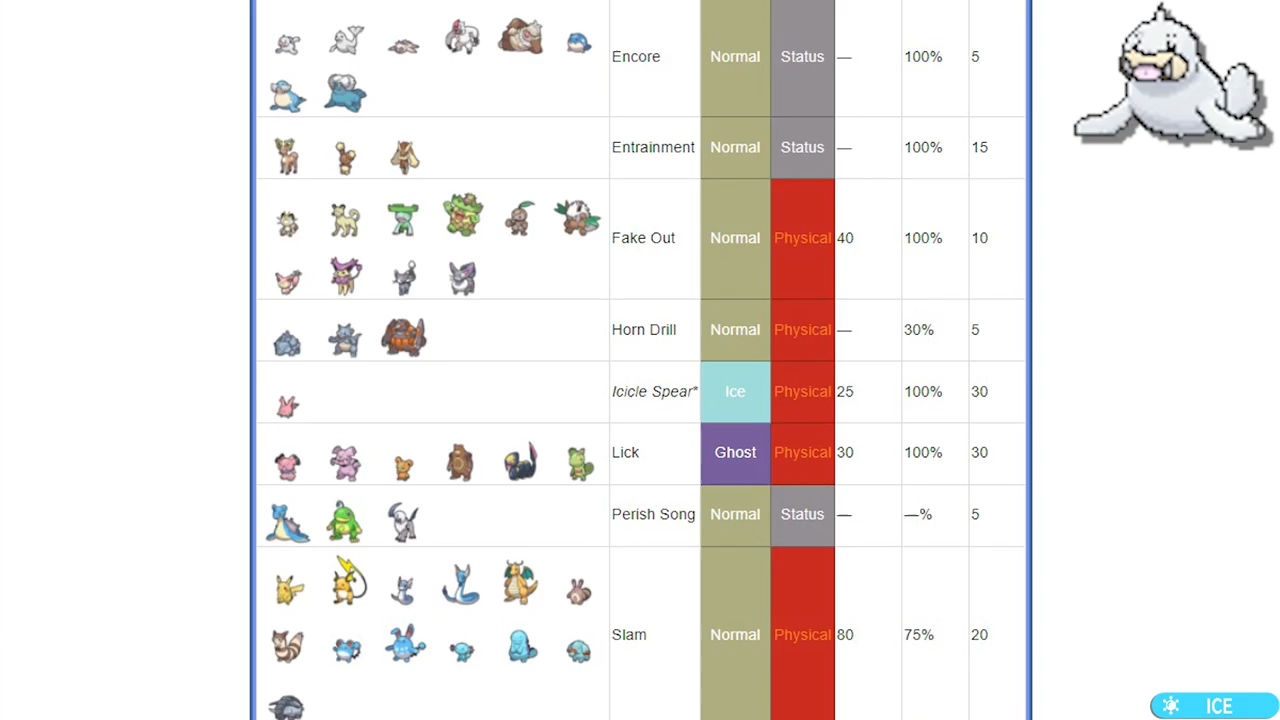 Encore Normal Status — 100% 5
Entrainment Normal Status — 100% 15
Fake Out Normal Physical 40 100% 10
Horn Drill Normal Physical — 30% 5
Icicle Spear* Ice Physical 25 100% 30
Lick Ghost Physical 30 100% 30
Perish Song Normal Status — —% 5
Slam Normal Physical 80 75% 20
ICE